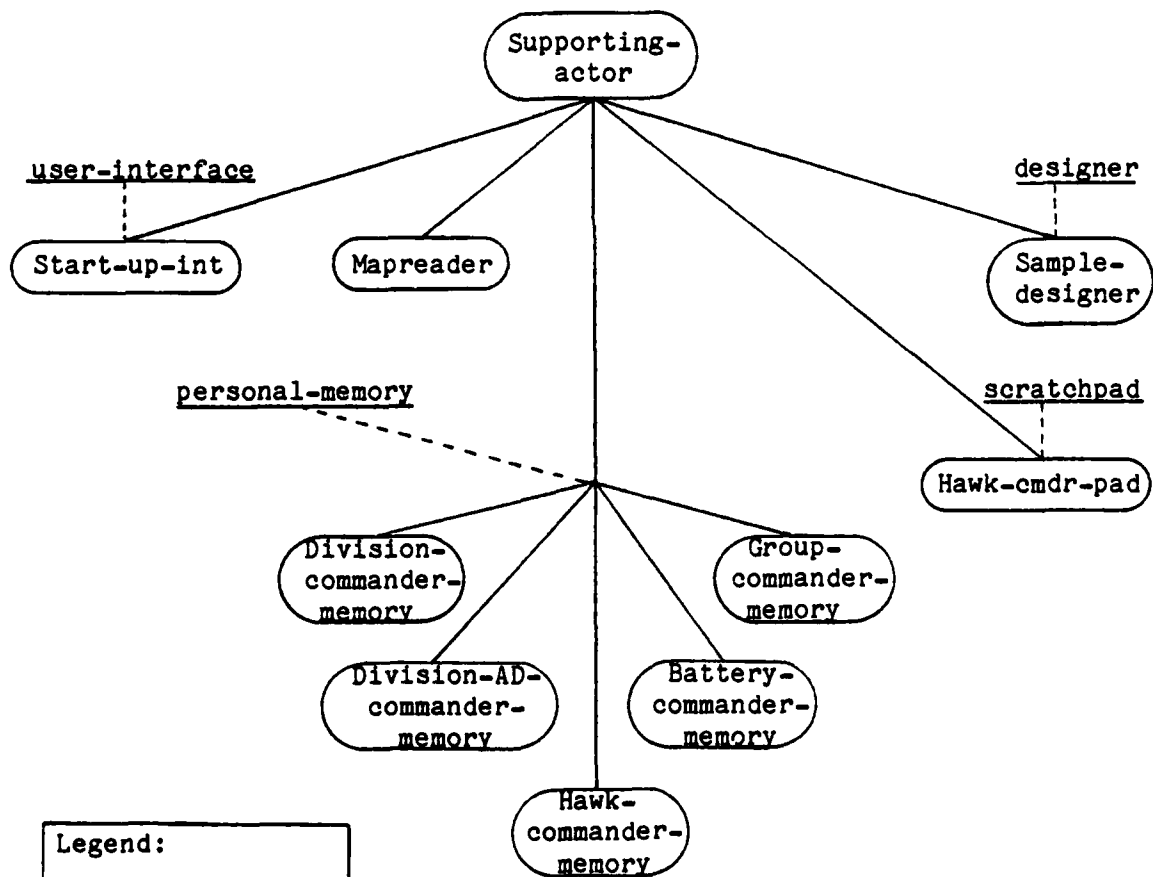 Supporting-
actor
user-interface
designer
Start-up-int
Mapreader
Sample-
designer
personal-memory
scratchpad
Hawk-cmdr-pad
Division-
commander-
memory
Group-
commander-
memory
Division-AD-
commander-
memory
Battery-
commander-
memory
Hawk-
commander-
memory
Legend: